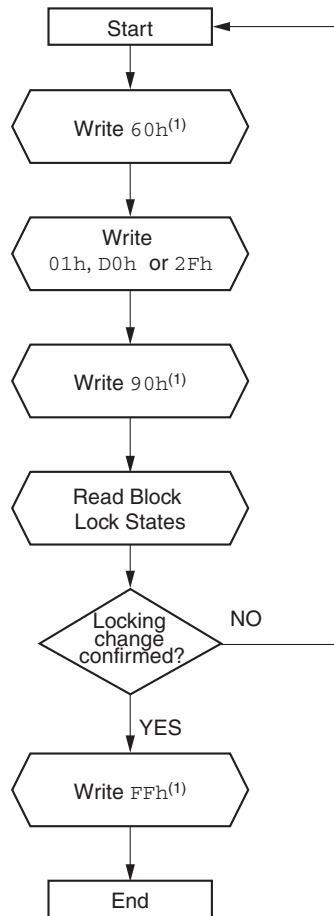 Start
Write 60h(1)
Write
01h, D0h or 2Fh
Write 90h(1)
Read Block
Lock States
Locking
change
confirmed?
NO
YES
Write FFh(1)
End